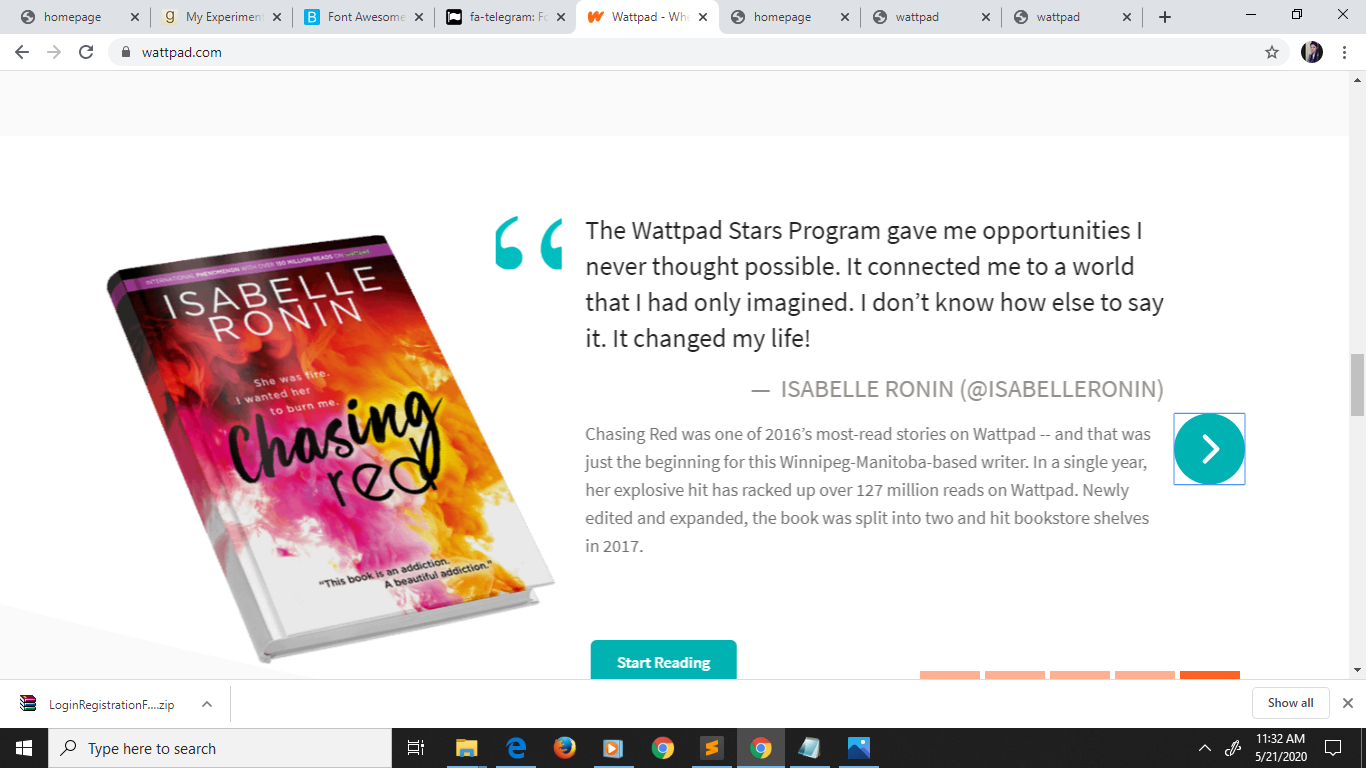 homepage
My Experiment
Font Awesome
fa-telegram: Fo
Wattpad - Whe
homepage
wattpad
wattpad
wattpad.com
INTERNATIONAL PHENOMENON WITH OVER 150 MILLION READS ON WATTPAD
ISABELLE
RONIN
She was fire.
I wanted her
to burn me.
Chasing
red
"This book is an addiction.
A beautiful addiction."
The Wattpad Stars Program gave me opportunities I
never thought possible. It connected me to a world
that I had only imagined. I don’t know how else to say
it. It changed my life!
— ISABELLE RONIN (@ISABELLERONIN)
Chasing Red was one of 2016’s most-read stories on Wattpad -- and that was
just the beginning for this Winnipeg-Manitoba-based writer. In a single year,
her explosive hit has racked up over 127 million reads on Wattpad. Newly
edited and expanded, the book was split into two and hit bookstore shelves
in 2017.
Start Reading
LoginRegistrationF....zip
Show all
Type here to search
11:32 AM
5/21/2020